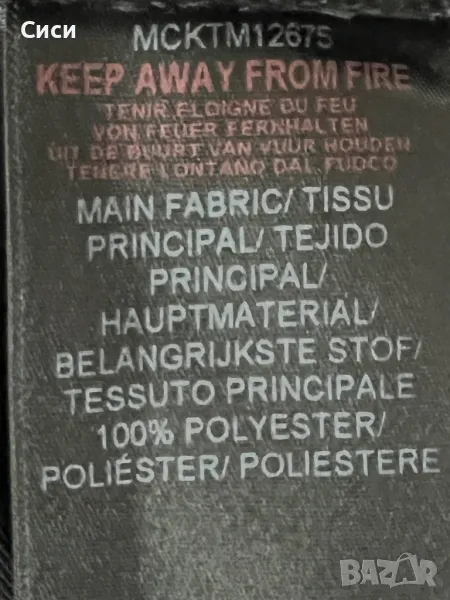 Сиси
MCKTM12675
KEEP AWAY FROM FIRE
TENIR ELOIGNE DU FEU
VON FEUER FERNHALTEN
UIT DE BUURT VAN VUUR HOUDEN
TENERE LONTANO DAL FUOCO
MAIN FABRIC/ TISSU
PRINCIPAL/ TEJIDO
PRINCIPAL/
HAUPTMATERIAL/
BELANGRIJKSTE STOF/
TESSUTO PRINCIPALE
100% POLYESTER/
POLIÉSTER/ POLIESTERE
BAZAR